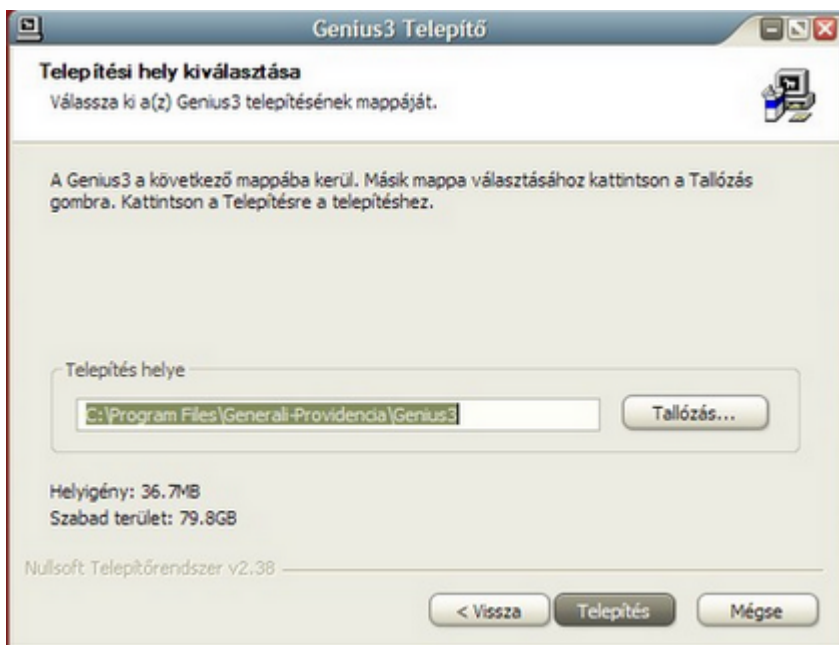 Genius3 Telepítő
Telepítési hely kiválasztása
Válassza ki a(z) Genius3 telepítésének mappáját.
A Genius3 a következő mappába kerül. Másik mappa választásához kattintson a Tallózás
gombra. Kattintson a Telepítésre a telepítéshez.
Telepítés helye
C:\Program Files\Generali-Providencia\Genius3
Tallózás...
Helyigény: 36.7MB
Szabad terület: 79.8GB
Nullsoft Telepítőrendszer v2.38
< Vissza
Telepítés
Mégse